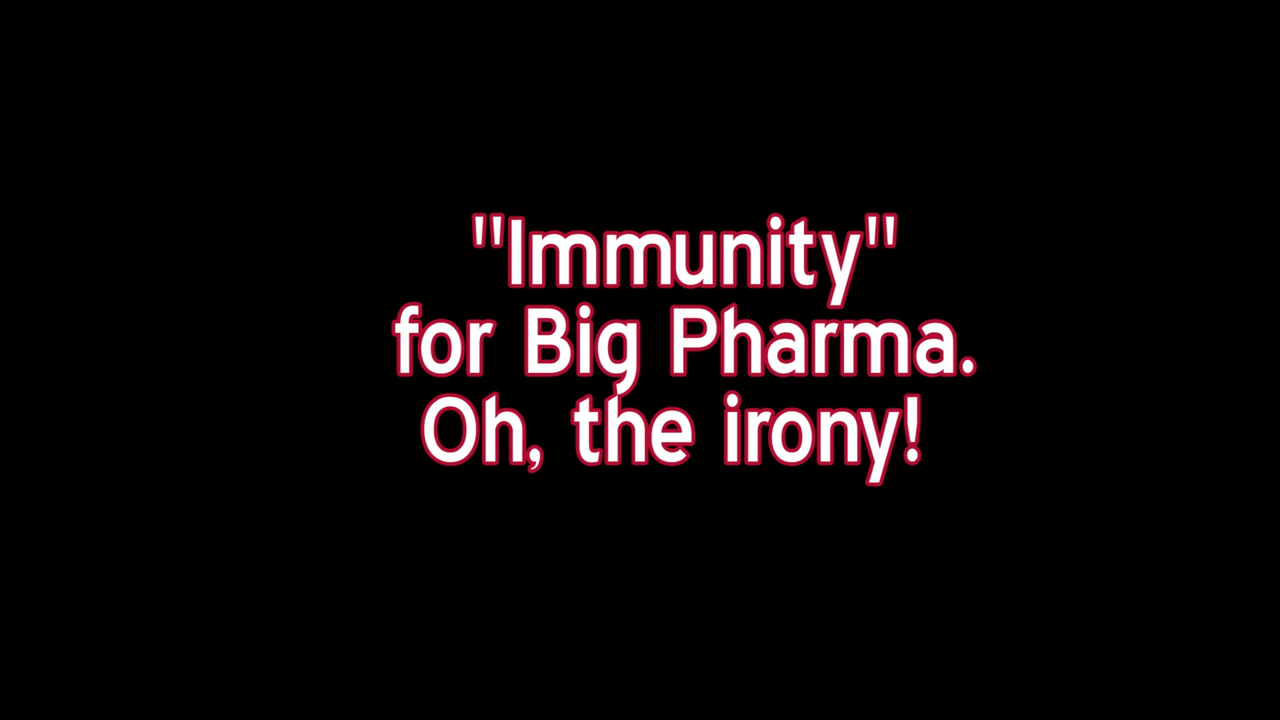 "Immunity"
for Big Pharma.
Oh, the irony!